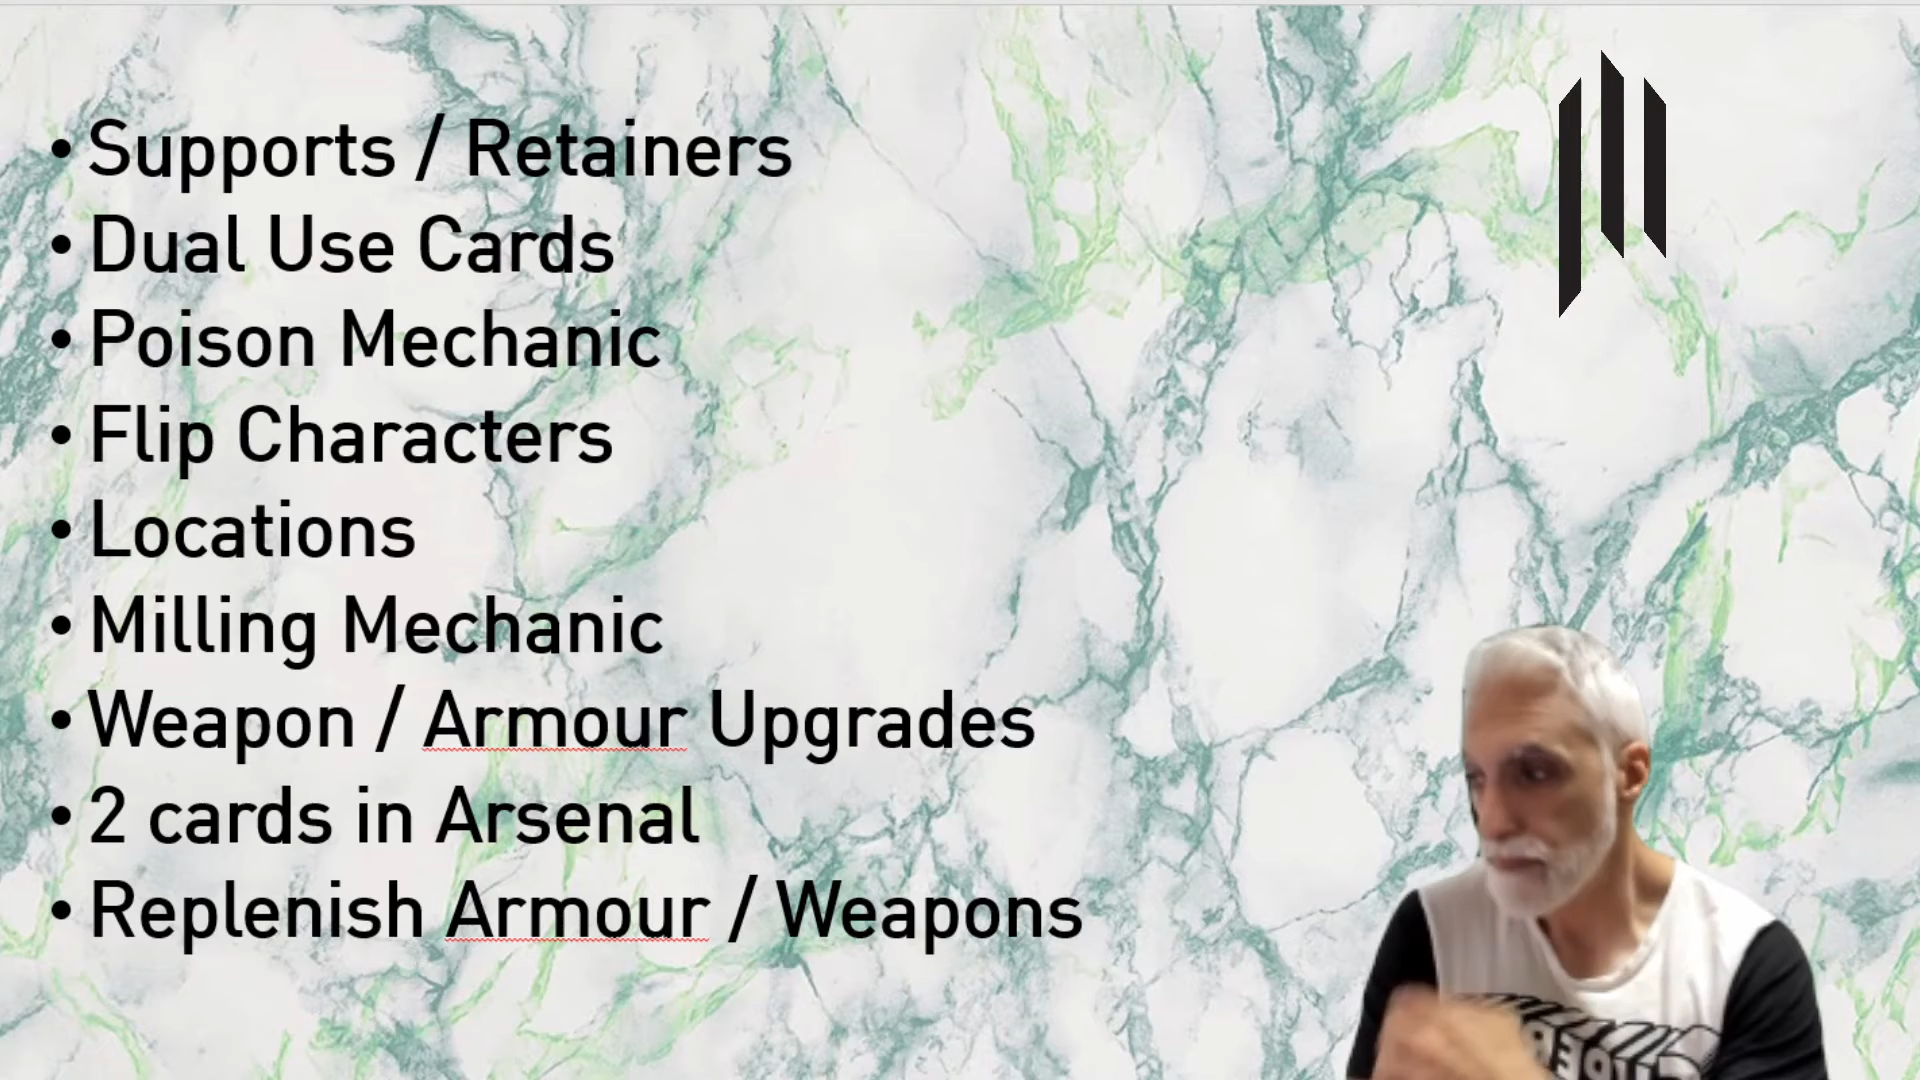 • Supports / Retainers
• Dual Use Cards
• Poison Mechanic
• Flip Characters
• Locations
• Milling Mechanic
• Weapon / Armour Upgrades
• 2 cards in Arsenal
• Replenish Armour / Weapons